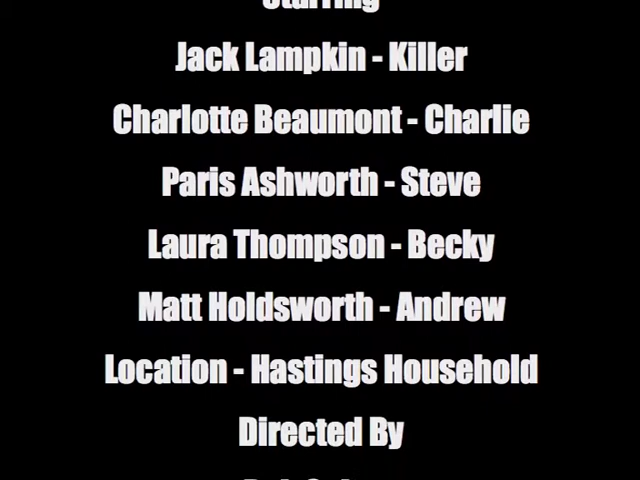 Starring
Jack Lampkin - Killer
Charlotte Beaumont - Charlie
Paris Ashworth - Steve
Laura Thompson - Becky
Matt Holdsworth - Andrew
Location - Hastings Household
Directed By